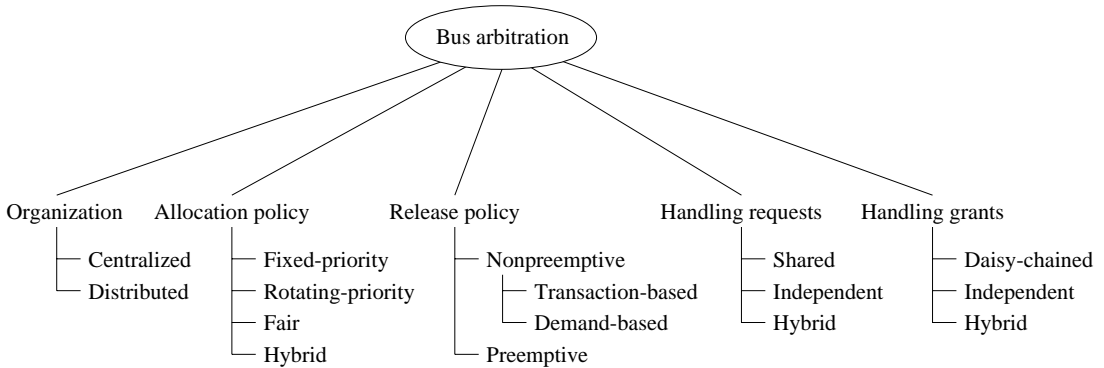 Bus arbitration
Organization
Centralized
Distributed
Allocation policy
Fixed-priority
Rotating-priority
Fair
Hybrid
Release policy
Nonpreemptive
Transaction-based
Demand-based
Preemptive
Handling requests
Shared
Independent
Hybrid
Handling grants
Daisy-chained
Independent
Hybrid